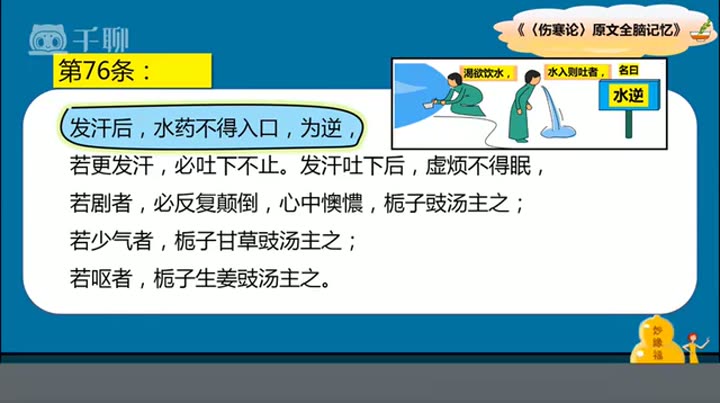 千聊
《〈伤寒论〉原文全脑记忆》
第76条：
渴欲饮水，
水入则吐者，
名曰
水逆
发汗后，水药不得入口，为逆，
若更发汗，必吐下不止。发汗吐下后，虚烦不得眠，
若剧者，必反复颠倒，心中懊憹，栀子豉汤主之；
若少气者，栀子甘草豉汤主之；
若呕者，栀子生姜豉汤主之。
妙缘福